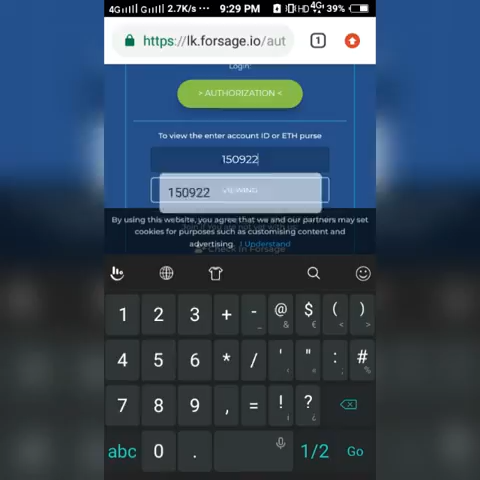 4G G 2.7K/s ··· 9:29 PM HD 4G 39%
https://lk.forsage.io/aut 1
Login:
> AUTHORIZATION <
To view the enter account ID or ETH purse
150922
150922 VIEWING
By using this website, you agree that we and our partners may set
cookies for purposes such as customising content and
advertising. I Understand
Check In Forsage
1 2 3 + - _ @ & $ € ( < ) >
4 5 6 * / ' " : ; # %
7 8 9 , = ! ? ¿
abc 0 . 1/2 Go